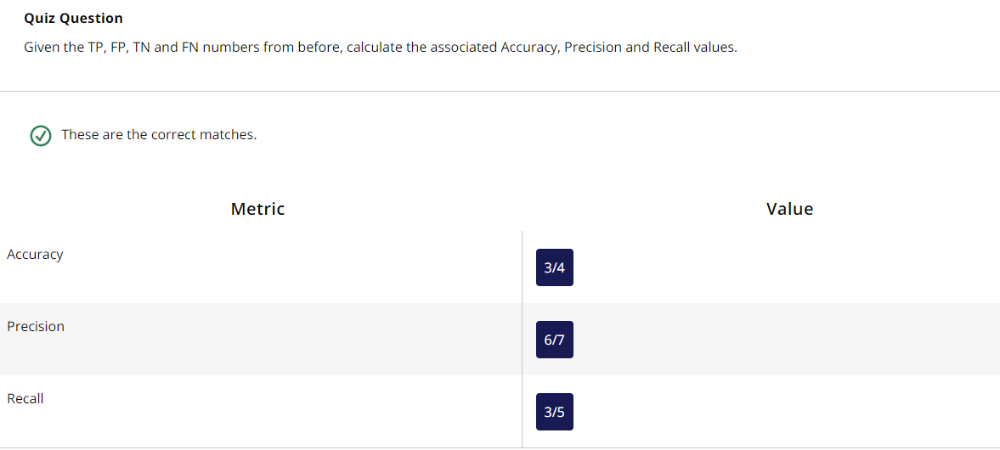 Quiz Question
Given the TP, FP, TN and FN numbers from before, calculate the associated Accuracy, Precision and Recall values.
These are the correct matches.
Metric Value
Accuracy 3/4
Precision 6/7
Recall 3/5